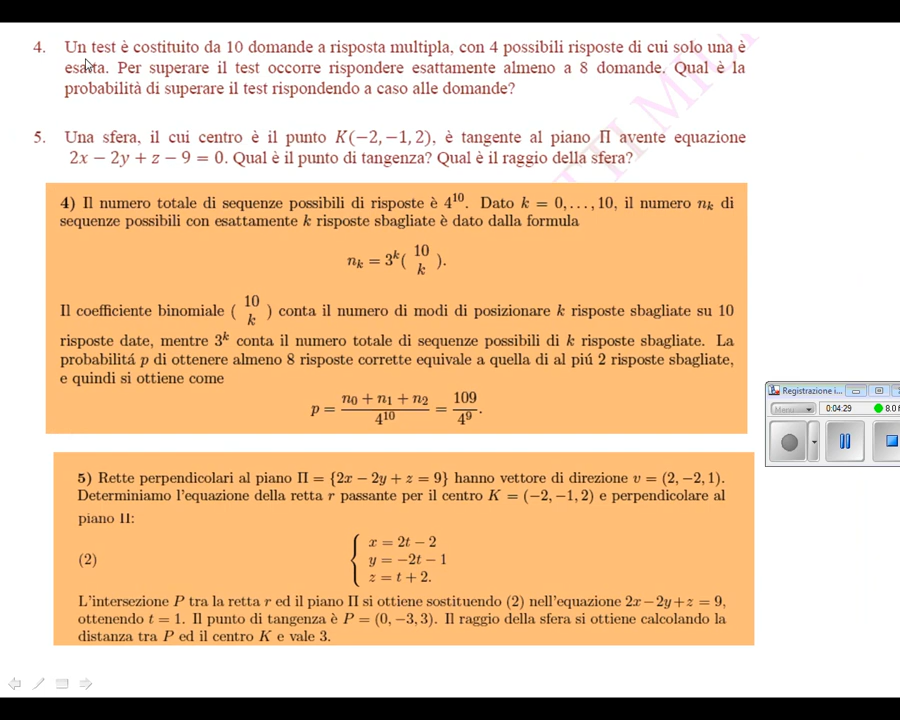 4. Un test è costituito da 10 domande a risposta multipla, con 4 possibili risposte di cui solo una è
esatta. Per superare il test occorre rispondere esattamente almeno a 8 domande. Qual è la
probabilità di superare il test rispondendo a caso alle domande?
5. Una sfera, il cui centro è il punto K(−2, −1, 2), è tangente al piano Π avente equazione
2x − 2y + z − 9 = 0. Qual è il punto di tangenza? Qual è il raggio della sfera?
4) Il numero totale di sequenze possibili di risposte è 4^10. Dato k = 0, . . . , 10, il numero n_k di
sequenze possibili con esattamente k risposte sbagliate è dato dalla formula
n_k = 3^k ( 10 k ).
Il coefficiente binomiale ( 10 k ) conta il numero di modi di posizionare k risposte sbagliate su 10
risposte date, mentre 3^k conta il numero totale di sequenze possibili di k risposte sbagliate. La
probabilitá p di ottenere almeno 8 risposte corrette equivale a quella di al piú 2 risposte sbagliate,
e quindi si ottiene come
p = (n_0 + n_1 + n_2) / 4^10 = 109 / 4^9.
Registrazione i...
Menu
0:04:29
8.0
5) Rette perpendicolari al piano Π = {2x − 2y + z = 9} hanno vettore di direzione v = (2, −2, 1).
Determiniamo l'equazione della retta r passante per il centro K = (−2, −1, 2) e perpendicolare al
piano Π:
(2) { x = 2t − 2
y = −2t − 1
z = t + 2.
L'intersezione P tra la retta r ed il piano Π si ottiene sostituendo (2) nell'equazione 2x−2y+z = 9,
ottenendo t = 1. Il punto di tangenza è P = (0, −3, 3). Il raggio della sfera si ottiene calcolando la
distanza tra P ed il centro K e vale 3.